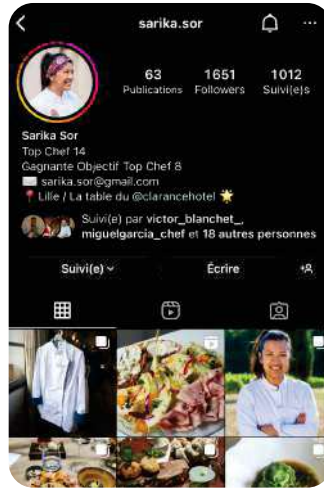 sarika.sor
63 1651 1012
Publications Followers Suivi(e)s
Sarika Sor
Top Chef 14
Gagnante Objectif Top Chef 8
✉️ sarika.sor@gmail.com
📍 Lille / La table du @clarancehotel 🌟
Suivi(e) par victor_blanchet_,
miguelgarcia_chef et 18 autres personnes
Suivi(e) Écrire